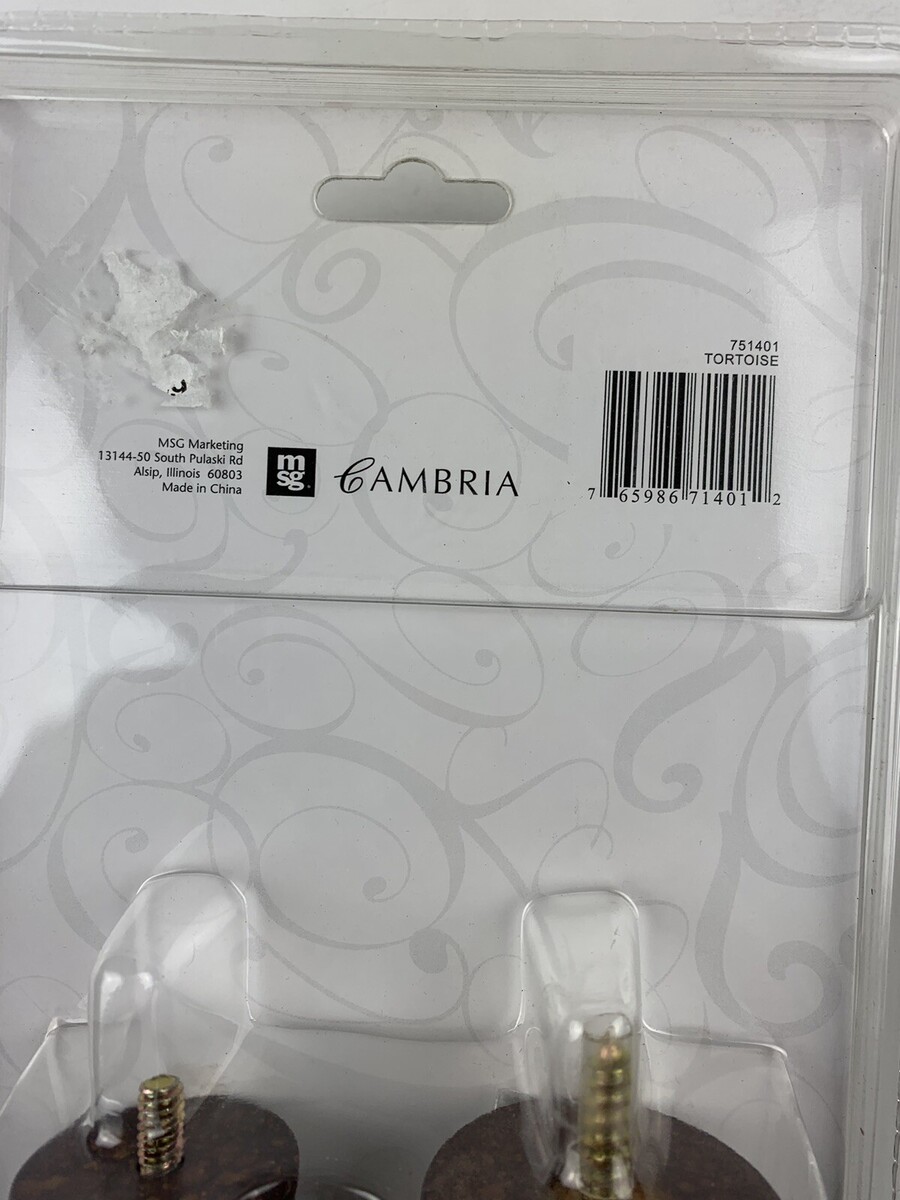 751401
TORTOISE
7 65986 71401 2
MSG Marketing
13144-50 South Pulaski Rd
Alsip, Illinois 60803
Made in China
msg
CAMBRIA